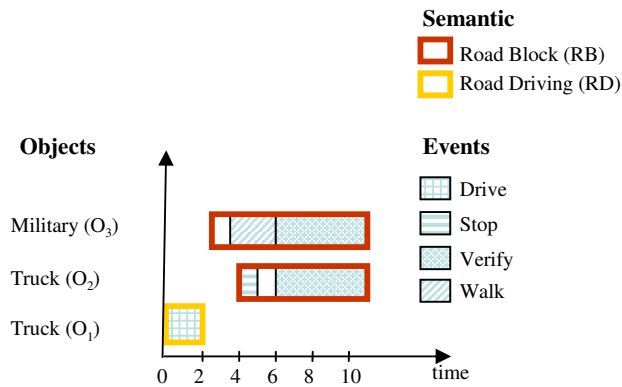 Semantic
Road Block (RB)
Road Driving (RD)
Objects
Events
Drive
Military (O3)
Stop
Verify
Truck (O2)
Walk
Truck (O1)
time
0 2 4 6 8 10